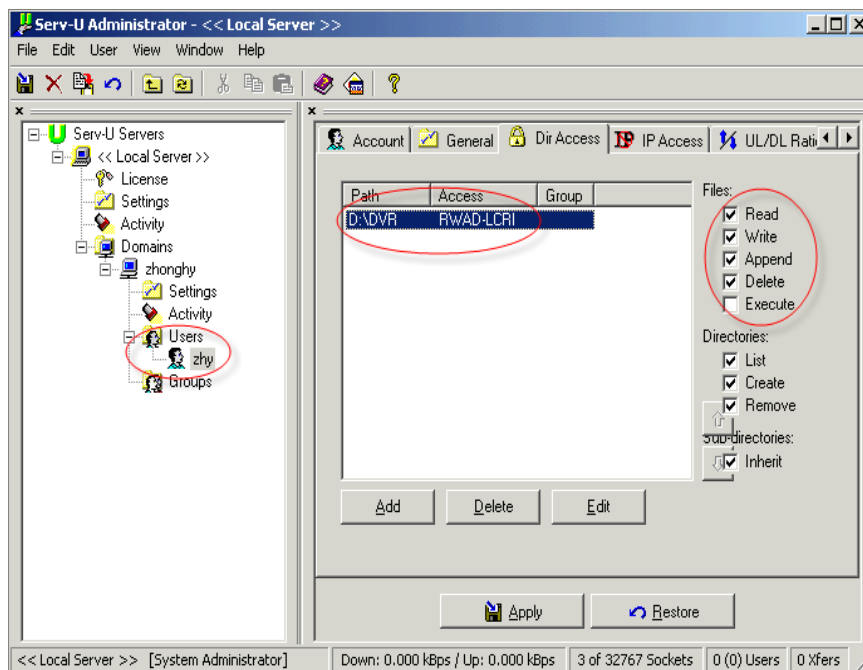 Serv-U Administrator - << Local Server >>
File Edit User View Window Help
Serv-U Servers
<< Local Server >>
License
Settings
Activity
Domains
zhonghy
Settings
Activity
Users
zhy
Groups
Account General Dir Access IP Access UL/DL Rati
Path Access Group
D:\DVR RWAD-LCRI
Files:
Read
Write
Append
Delete
Execute
Directories:
List
Create
Remove
Sub-directories:
Inherit
Add Delete Edit
Apply Restore
<< Local Server >> [System Administrator] Down: 0.000 kBps / Up: 0.000 kBps 3 of 32767 Sockets 0 (0) Users 0 Xfers